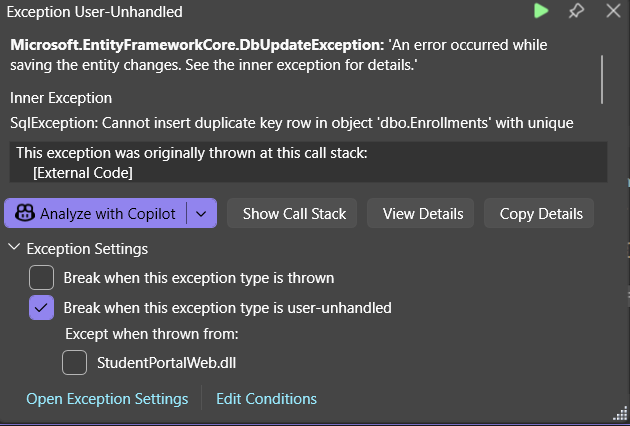 Exception User-Unhandled
Microsoft.EntityFrameworkCore.DbUpdateException: 'An error occurred while
saving the entity changes. See the inner exception for details.'
Inner Exception
SqlException: Cannot insert duplicate key row in object 'dbo.Enrollments' with unique
This exception was originally thrown at this call stack:
[External Code]
Analyze with Copilot Show Call Stack View Details Copy Details
Exception Settings
Break when this exception type is thrown
Break when this exception type is user-unhandled
Except when thrown from:
StudentPortalWeb.dll
Open Exception Settings Edit Conditions